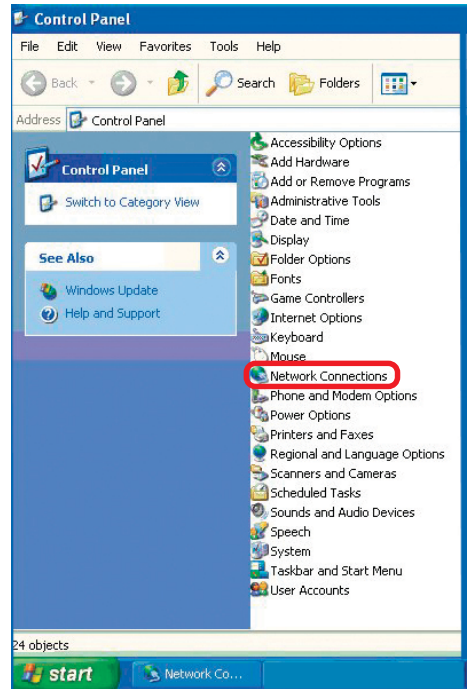 Control Panel
File Edit View Favorites Tools Help
Back Search Folders
Address Control Panel
Control Panel
Switch to Category View
See Also
Windows Update
Help and Support
Accessibility Options
Add Hardware
Add or Remove Programs
Administrative Tools
Date and Time
Display
Folder Options
Fonts
Game Controllers
Internet Options
Keyboard
Mouse
Network Connections
Phone and Modem Options
Power Options
Printers and Faxes
Regional and Language Options
Scanners and Cameras
Scheduled Tasks
Sounds and Audio Devices
Speech
System
Taskbar and Start Menu
User Accounts
24 objects
start Network Co...